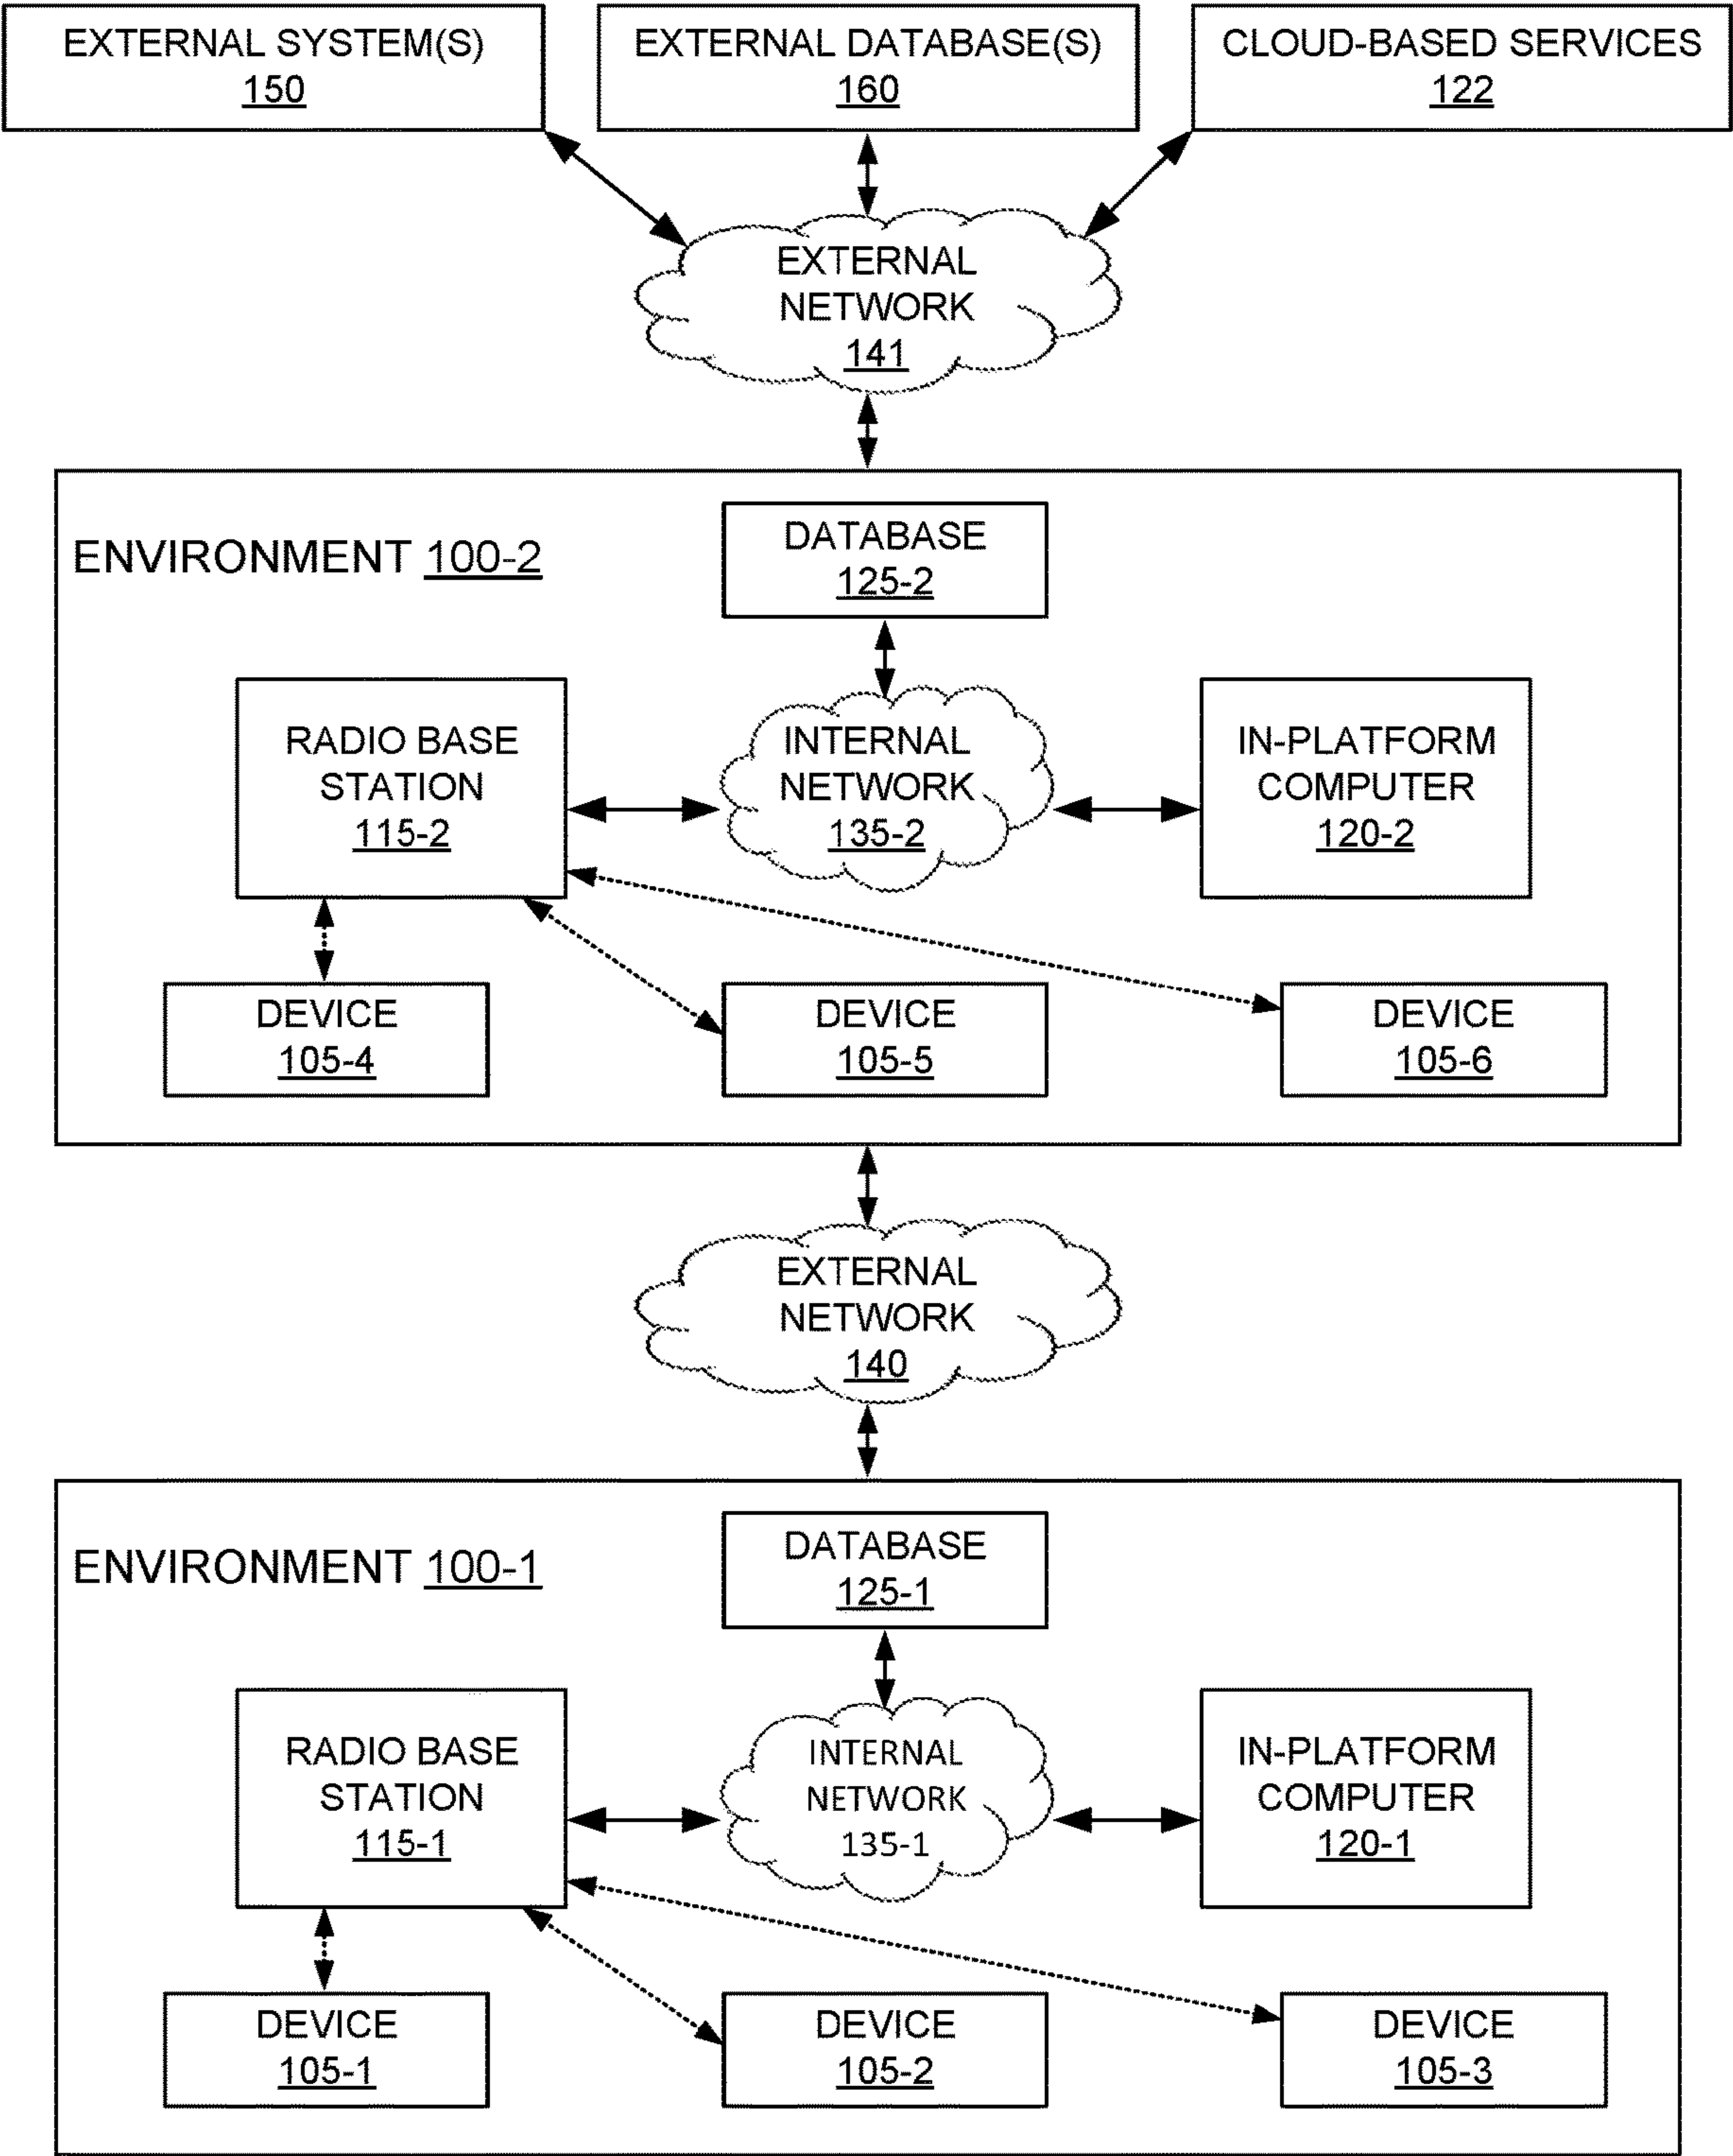 EXTERNAL SYSTEM(S)
150
EXTERNAL DATABASE(S)
160
CLOUD-BASED SERVICES
122
EXTERNAL
NETWORK
141
ENVIRONMENT 100-2
DATABASE
125-2
RADIO BASE
STATION
115-2
INTERNAL
NETWORK
135-2
IN-PLATFORM
COMPUTER
120-2
DEVICE
105-4
DEVICE
105-5
DEVICE
105-6
EXTERNAL
NETWORK
140
ENVIRONMENT 100-1
DATABASE
125-1
RADIO BASE
STATION
115-1
INTERNAL
NETWORK
135-1
IN-PLATFORM
COMPUTER
120-1
DEVICE
105-1
DEVICE
105-2
DEVICE
105-3